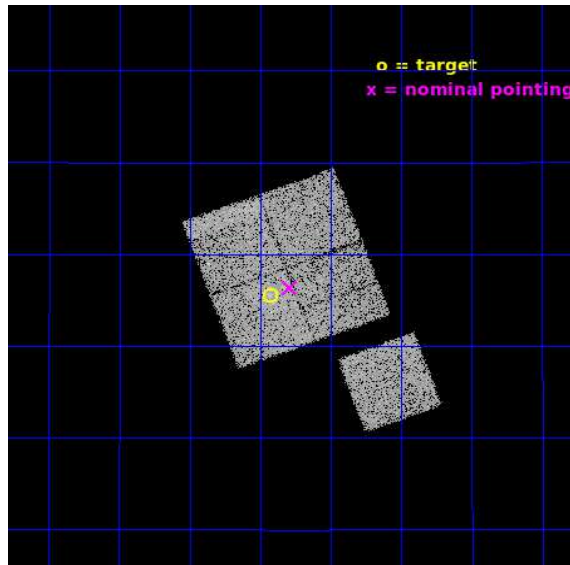 o = target
x = nominal pointing